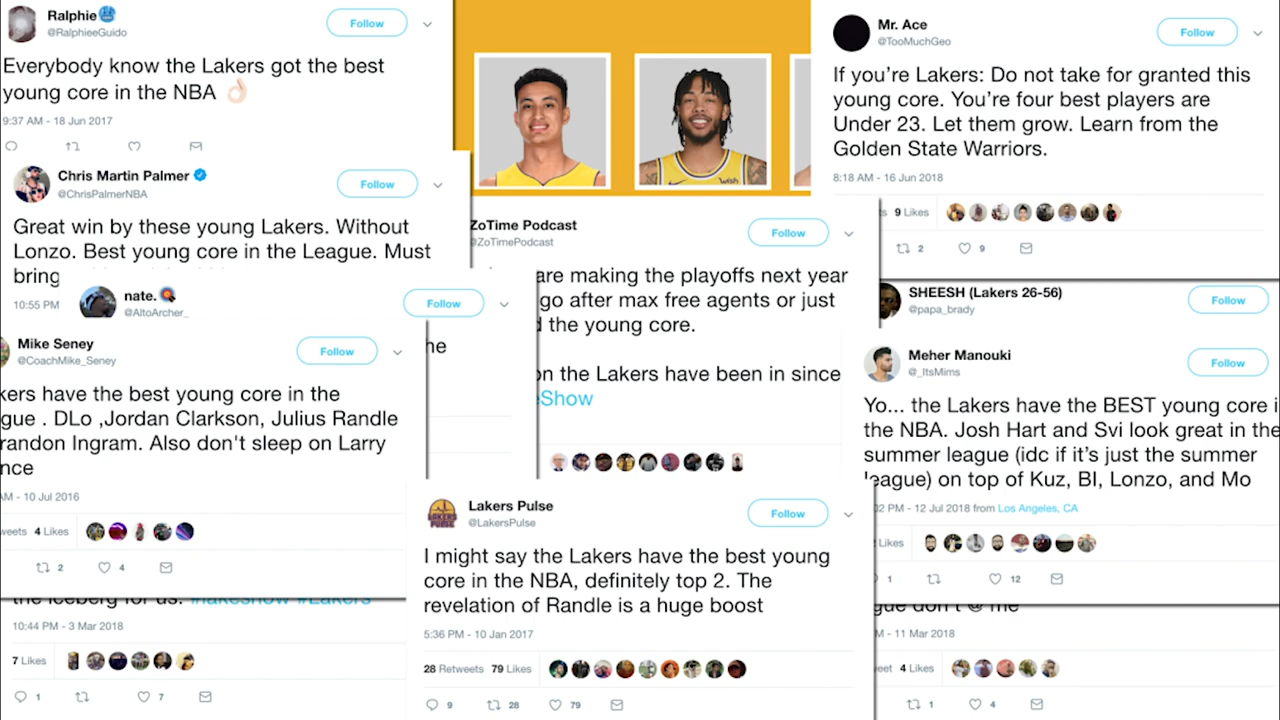 Ralphie
@RalphieeGuido
Follow
Everybody know the Lakers got the best
young core in the NBA 👌🏻
9:37 AM - 18 Jun 2017
Chris Martin Palmer
@ChrisPalmerNBA
Follow
Great win by these young Lakers. Without
Lonzo. Best young core in the League. Must
bring
10:55 PM
nate.
@AltoArcher_
Follow
he
Mike Seney
@CoachMike_Seney
Follow
kers have the best young core in the
gue . DLo ,Jordan Clarkson, Julius Randle
randon Ingram. Also don't sleep on Larry
nce
AM - 10 Jul 2016
weets 4 Likes
2 4
the iceberg for us. #lakeshow #Lakers
10:44 PM - 3 Mar 2018
7 Likes
1 7
wish
ZoTime Podcast
@ZoTimePodcast
Follow
are making the playoffs next year
go after max free agents or just
d the young core.
on the Lakers have been in since
eShow
LAKERS
PULSE
Lakers Pulse
@LakersPulse
Follow
I might say the Lakers have the best young
core in the NBA, definitely top 2. The
revelation of Randle is a huge boost
5:36 PM - 10 Jan 2017
28 Retweets 79 Likes
9 28 79
Mr. Ace
@TooMuchGeo
Follow
If you're Lakers: Do not take for granted this
young core. You're four best players are
Under 23. Let them grow. Learn from the
Golden State Warriors.
8:18 AM - 16 Jun 2018
s 9 Likes
2 9
SHEESH (Lakers 26-56)
@papa_brady
Follow
Meher Manouki
@_ItsMims
Follow
Yo... the Lakers have the BEST young core i
the NBA. Josh Hart and Svi look great in the
summer league (idc if it's just the summer
league) on top of Kuz, BI, Lonzo, and Mo
02 PM - 12 Jul 2018 from Los Angeles, CA
Likes
1 12
gue don't @ me
M - 11 Mar 2018
eet 4 Likes
1 4